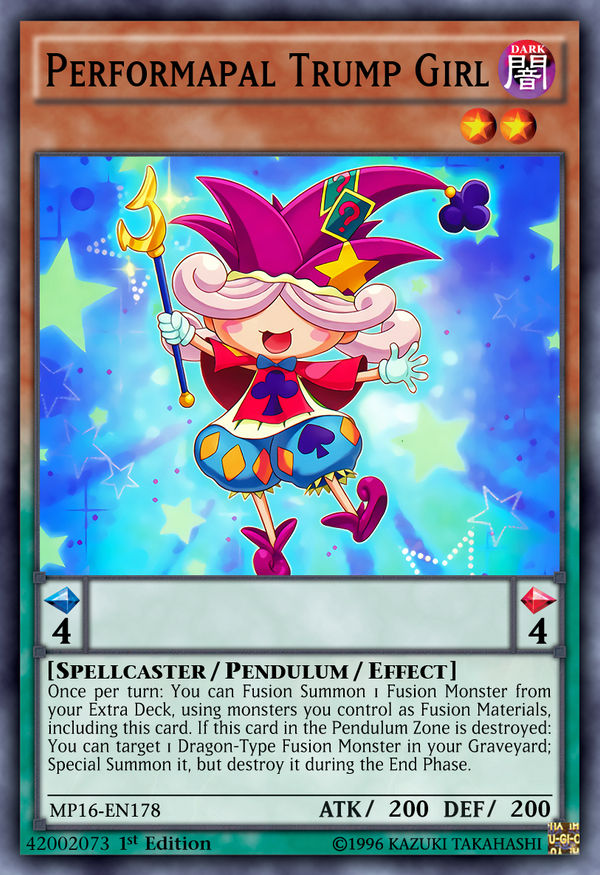 PERFORMAPAL TRUMP GIRL
DARK
闇
?
?
4
4
[SPELLCASTER / PENDULUM / EFFECT]
Once per turn: You can Fusion Summon 1 Fusion Monster from
your Extra Deck, using monsters you control as Fusion Materials,
including this card. If this card in the Pendulum Zone is destroyed:
You can target 1 Dragon-Type Fusion Monster in your Graveyard;
Special Summon it, but destroy it during the End Phase.
MP16-EN178
ATK/ 200 DEF/ 200
42002073 1st Edition
©1996 KAZUKI TAKAHASHI